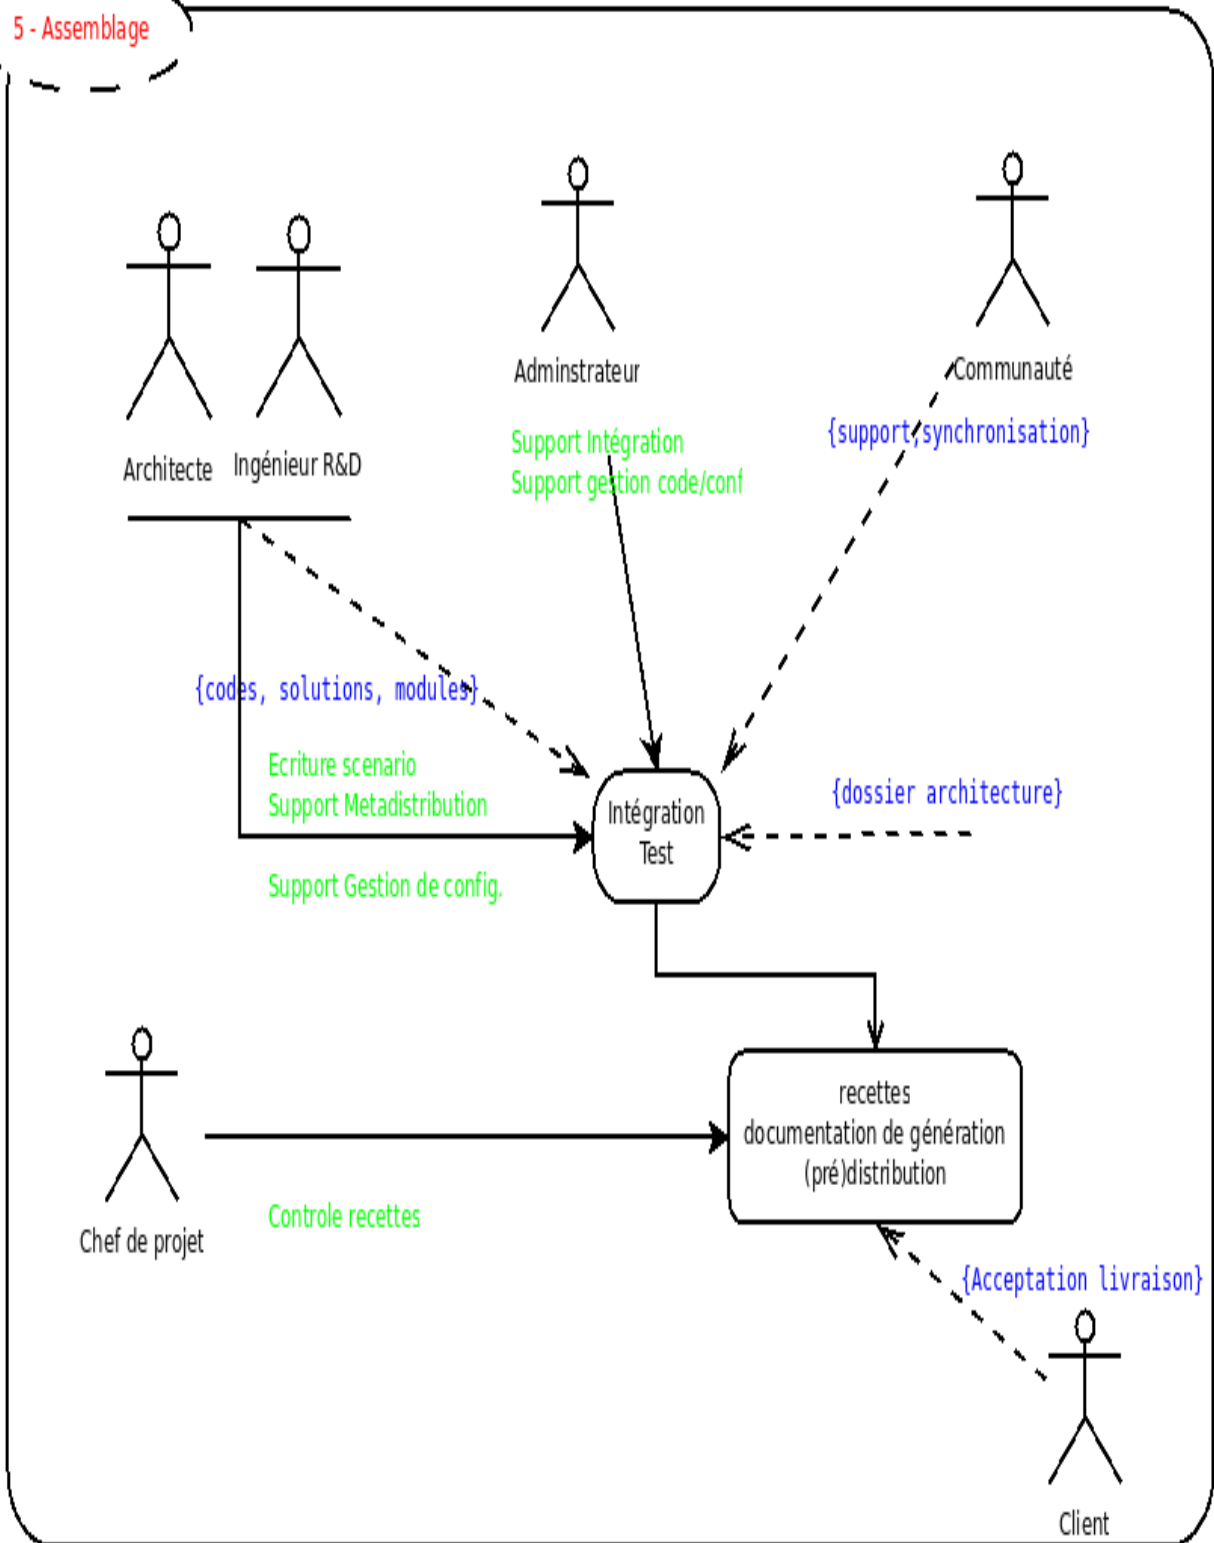 5 - Assemblage
Adminstrateur
Communauté
Architecte
Ingénieur R&D
Support Intégration
Support gestion code/conf
{support,synchronisation}
{codes, solutions, modules}
Ecriture scenario
Support Metadistribution
Support Gestion de config.
Intégration
Test
{dossier architecture}
recettes
documentation de génération
(pré)distribution
Chef de projet
Controle recettes
{Acceptation livraison}
Client